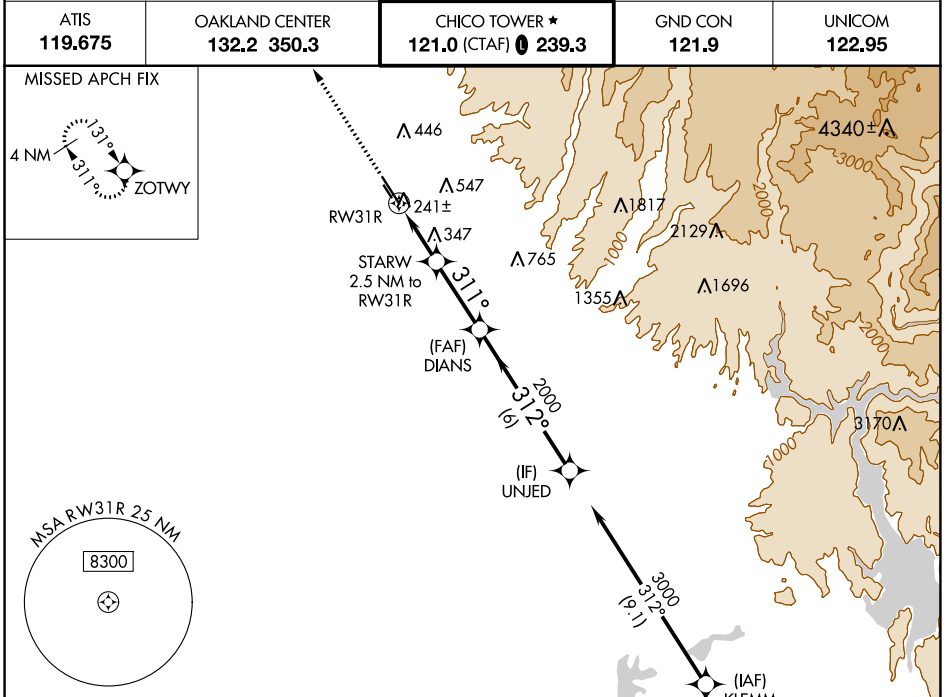 ATIS
119.675
OAKLAND CENTER
132.2 350.3
CHICO TOWER ★
121.0 (CTAF) L 239.3
GND CON
121.9
UNICOM
122.95
MISSED APCH FIX
131°
4 NM
311°
ZOTWY
446
4340±
3000
2000
547
RW31R
241±
1817
1000
2129
347
765
STARW
2.5 NM to
RW31R
311°
1355
1696
2000
(FAF)
DIANS
2000
312°
(6)
3170
1000
(IF)
UNJED
MSA RW31R 25 NM
8300
3000
312°
(9.1)
(IAF)